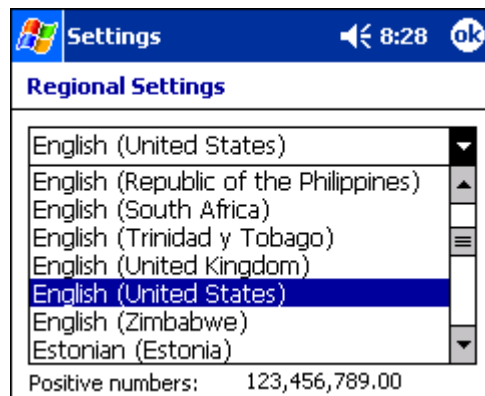 Settings 8:28 ok
Regional Settings
English (United States)
English (Republic of the Philippines)
English (South Africa)
English (Trinidad y Tobago)
English (United Kingdom)
English (United States)
English (Zimbabwe)
Estonian (Estonia)
Positive numbers: 123,456,789.00